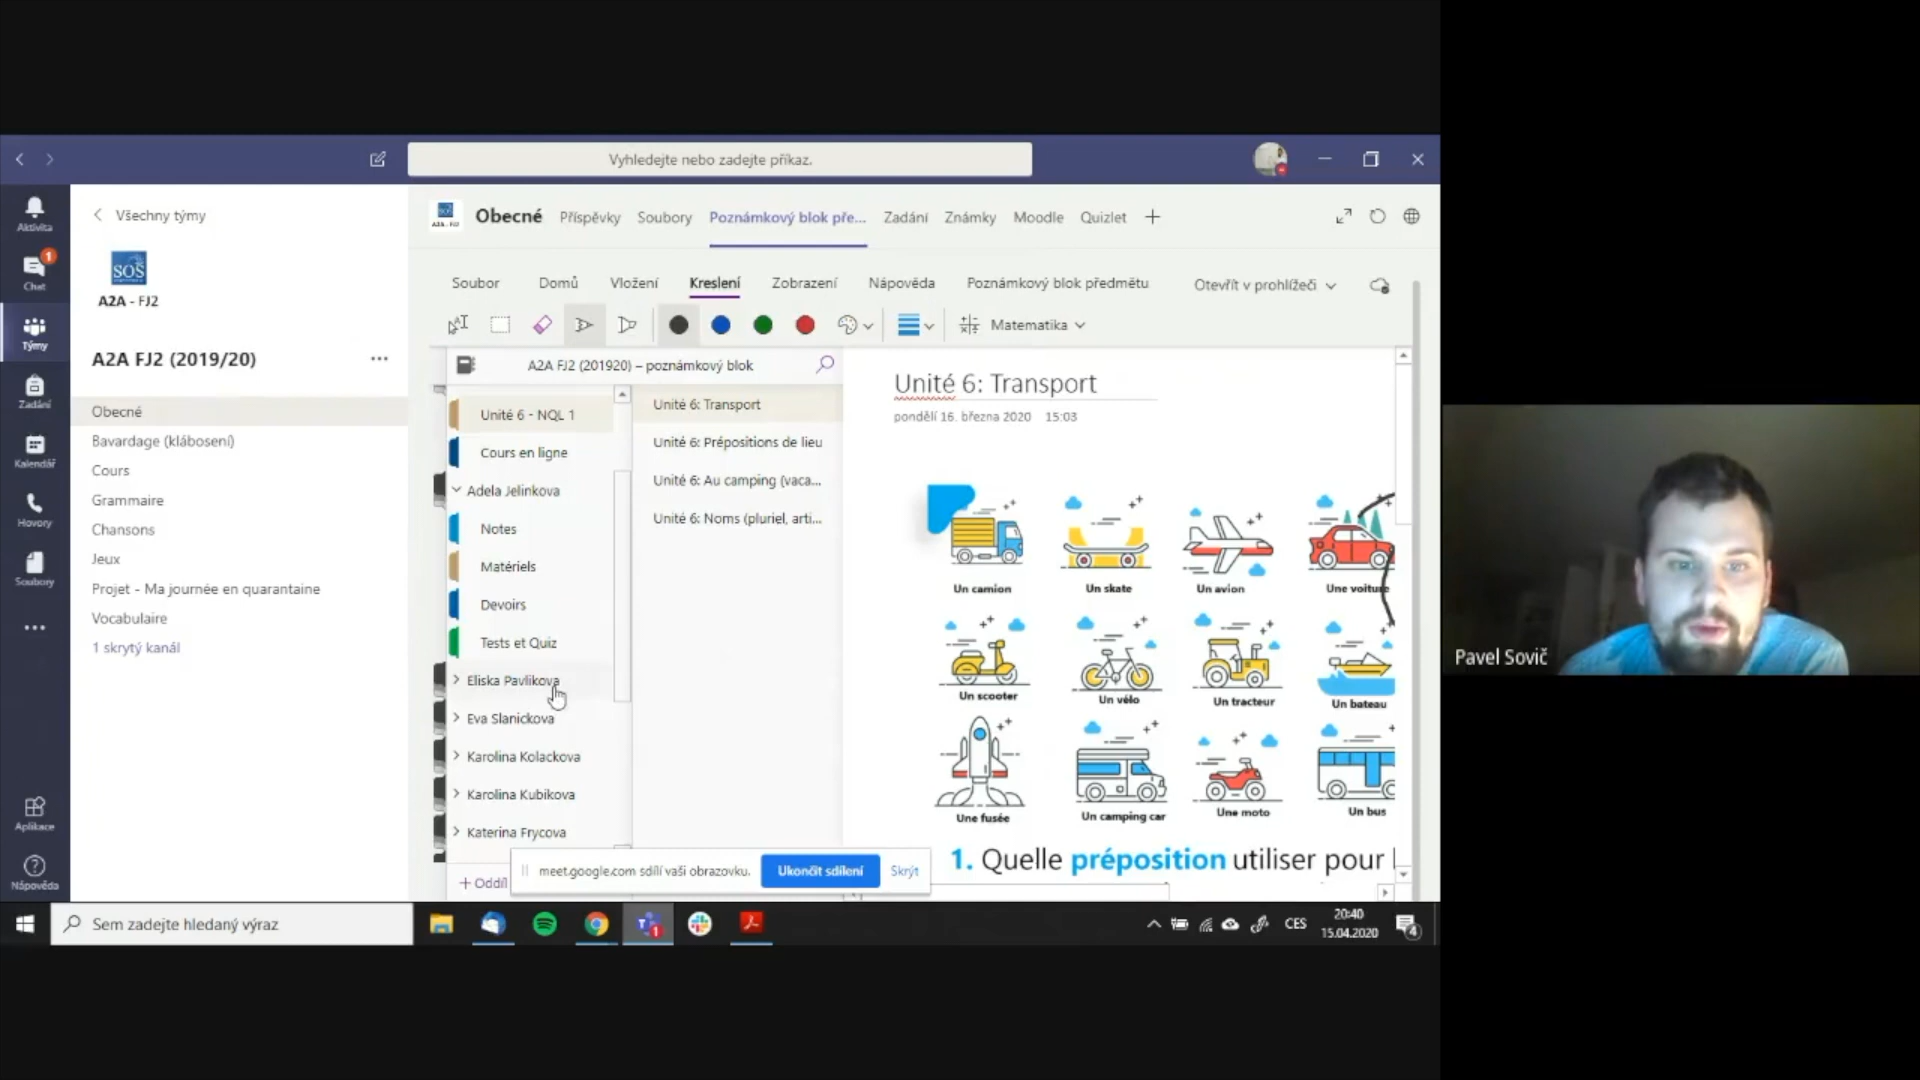 Vyhledejte nebo zadejte příkaz.
Aktivita
Chat
1
Týmy
Zadání
Kalendář
Hovory
Soubory
Aplikace
Nápověda
Všechny týmy
SOŠ
A2A - FJ2
A2A FJ2 (2019/20)
Obecné
Bavardage (klábosení)
Cours
Grammaire
Chansons
Jeux
Projet - Ma journée en quarantaine
Vocabulaire
1 skrytý kanál
Obecné Příspěvky Soubory Poznámkový blok pře... Zadání Známky Moodle Quizlet
Soubor Domů Vložení Kreslení Zobrazení Nápověda Poznámkový blok předmětu Otevřít v prohlížeči
Matematika
A2A FJ2 (201920) – poznámkový blok
Unité 6 - NQL 1
Cours en ligne
Adela Jelinkova
Notes
Matériels
Devoirs
Tests et Quiz
Eliska Pavlikova
Eva Slanickova
Karolina Kolackova
Karolina Kubikova
Katerina Frycova
+ Oddíl
Unité 6: Transport
Unité 6: Prépositions de lieu
Unité 6: Au camping (vaca...
Unité 6: Noms (pluriel, arti...
Unité 6: Transport
pondělí 16. března 2020 15:03
Un camion Un skate Un avion Une voiture
Un scooter Un vélo Un tracteur Un bateau
Une fusée Un camping car Une moto Un bus
1. Quelle préposition utiliser pour
meet.google.com sdílí vaši obrazovku. Ukončit sdílení Skrýt
Sem zadejte hledaný výraz
CES
20:40
15.04.2020
4
Pavel Sovič